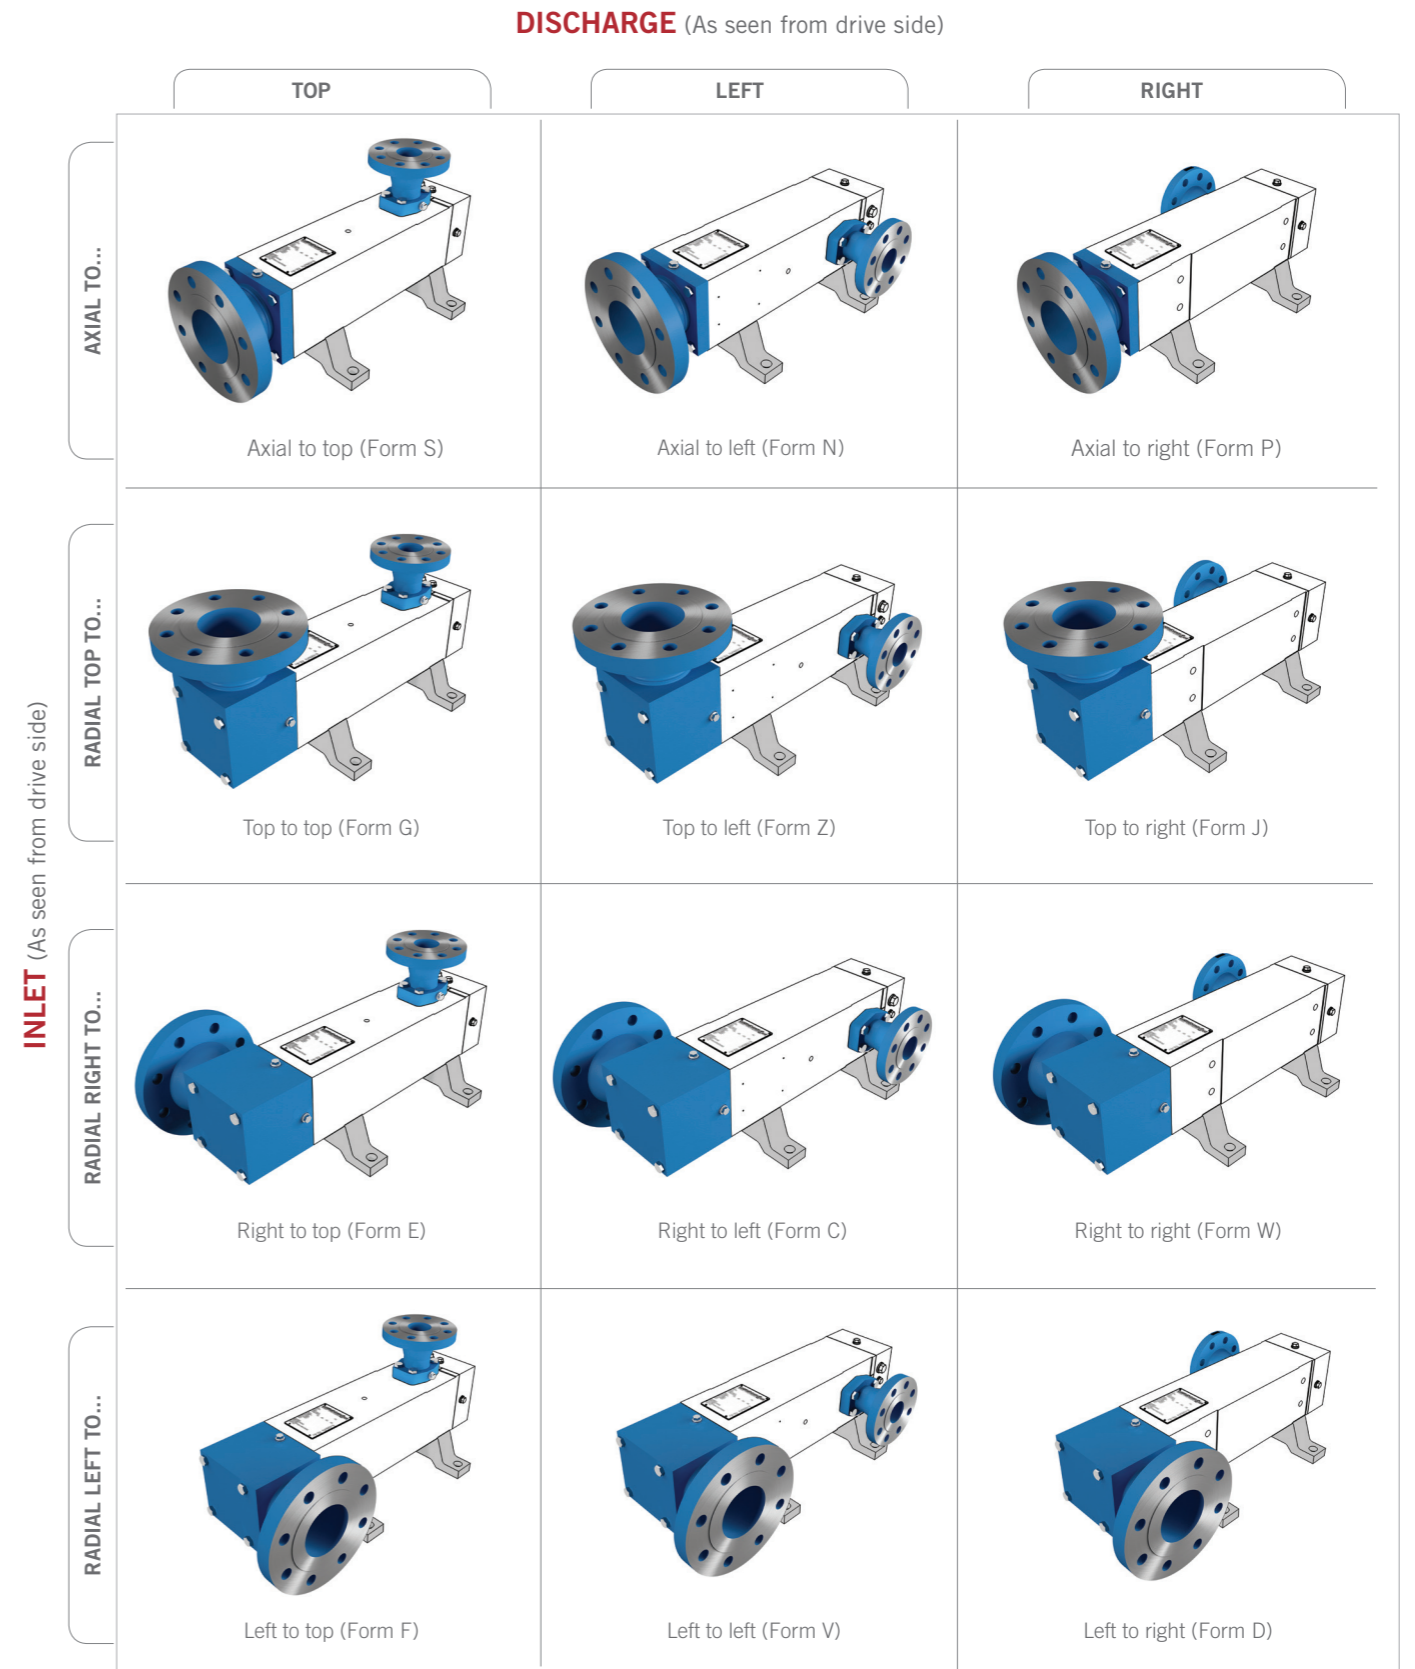 DISCHARGE (As seen from drive side)
TOP
LEFT
RIGHT
INLET (As seen from drive side)
AXIAL TO...
Axial to top (Form S)
Axial to left (Form N)
Axial to right (Form P)
RADIAL TOP TO...
Top to top (Form G)
Top to left (Form Z)
Top to right (Form J)
RADIAL RIGHT TO...
Right to top (Form E)
Right to left (Form C)
Right to right (Form W)
RADIAL LEFT TO...
Left to top (Form F)
Left to left (Form V)
Left to right (Form D)